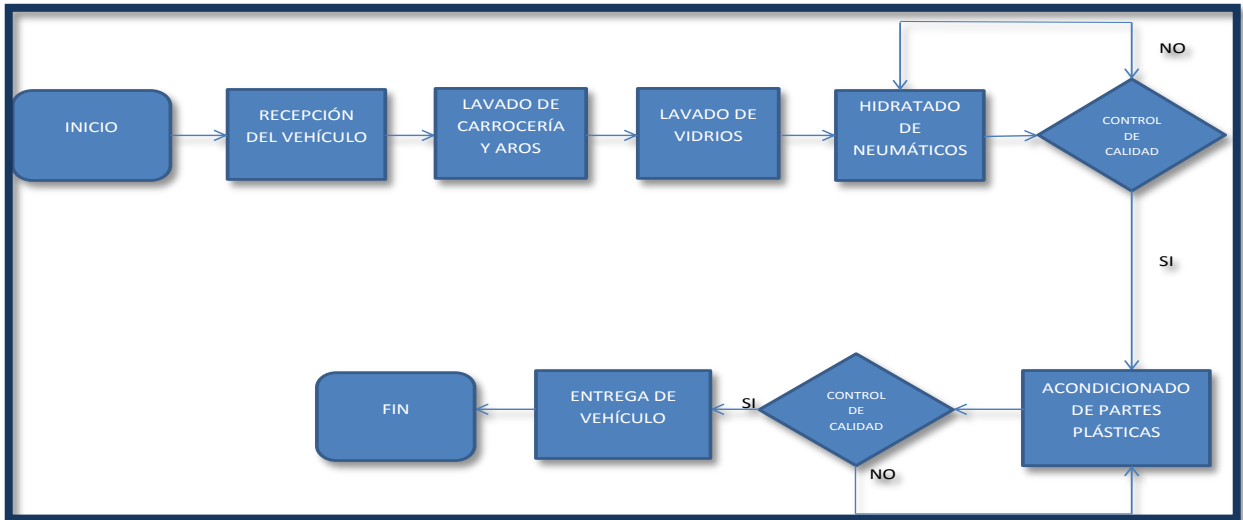 INICIO
RECEPCIÓN
DEL VEHÍCULO
LAVADO DE
CARROCERÍA
Y AROS
LAVADO DE
VIDRIOS
HIDRATADO
DE
NEUMÁTICOS
NO
CONTROL
DE
CALIDAD
SI
ACONDICIONADO
DE PARTES
PLÁSTICAS
CONTROL
DE
CALIDAD
NO
SI
ENTREGA DE
VEHÍCULO
FIN